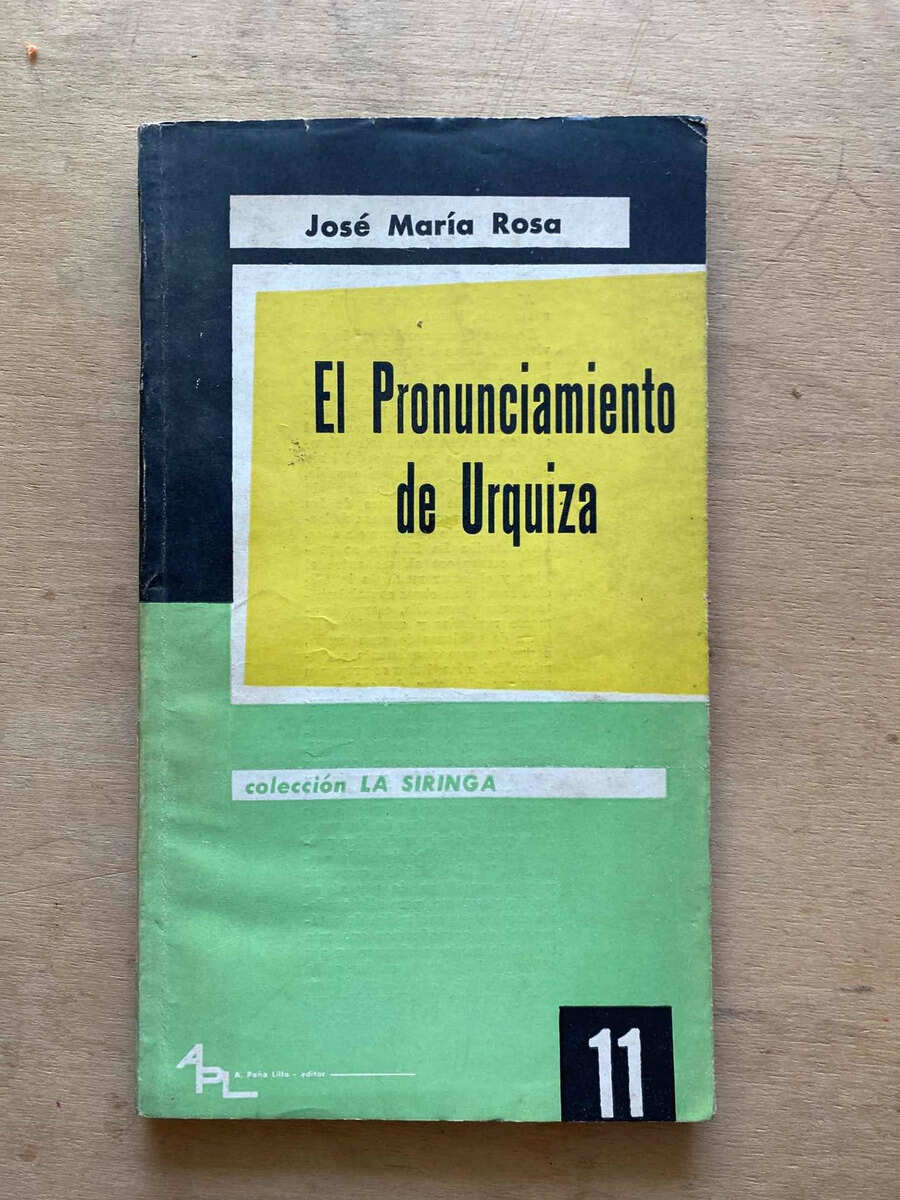 José María Rosa
El Pronunciamiento
de Urquiza
colección LA SIRINGA
APL
A. Peña Lillo - editor
11